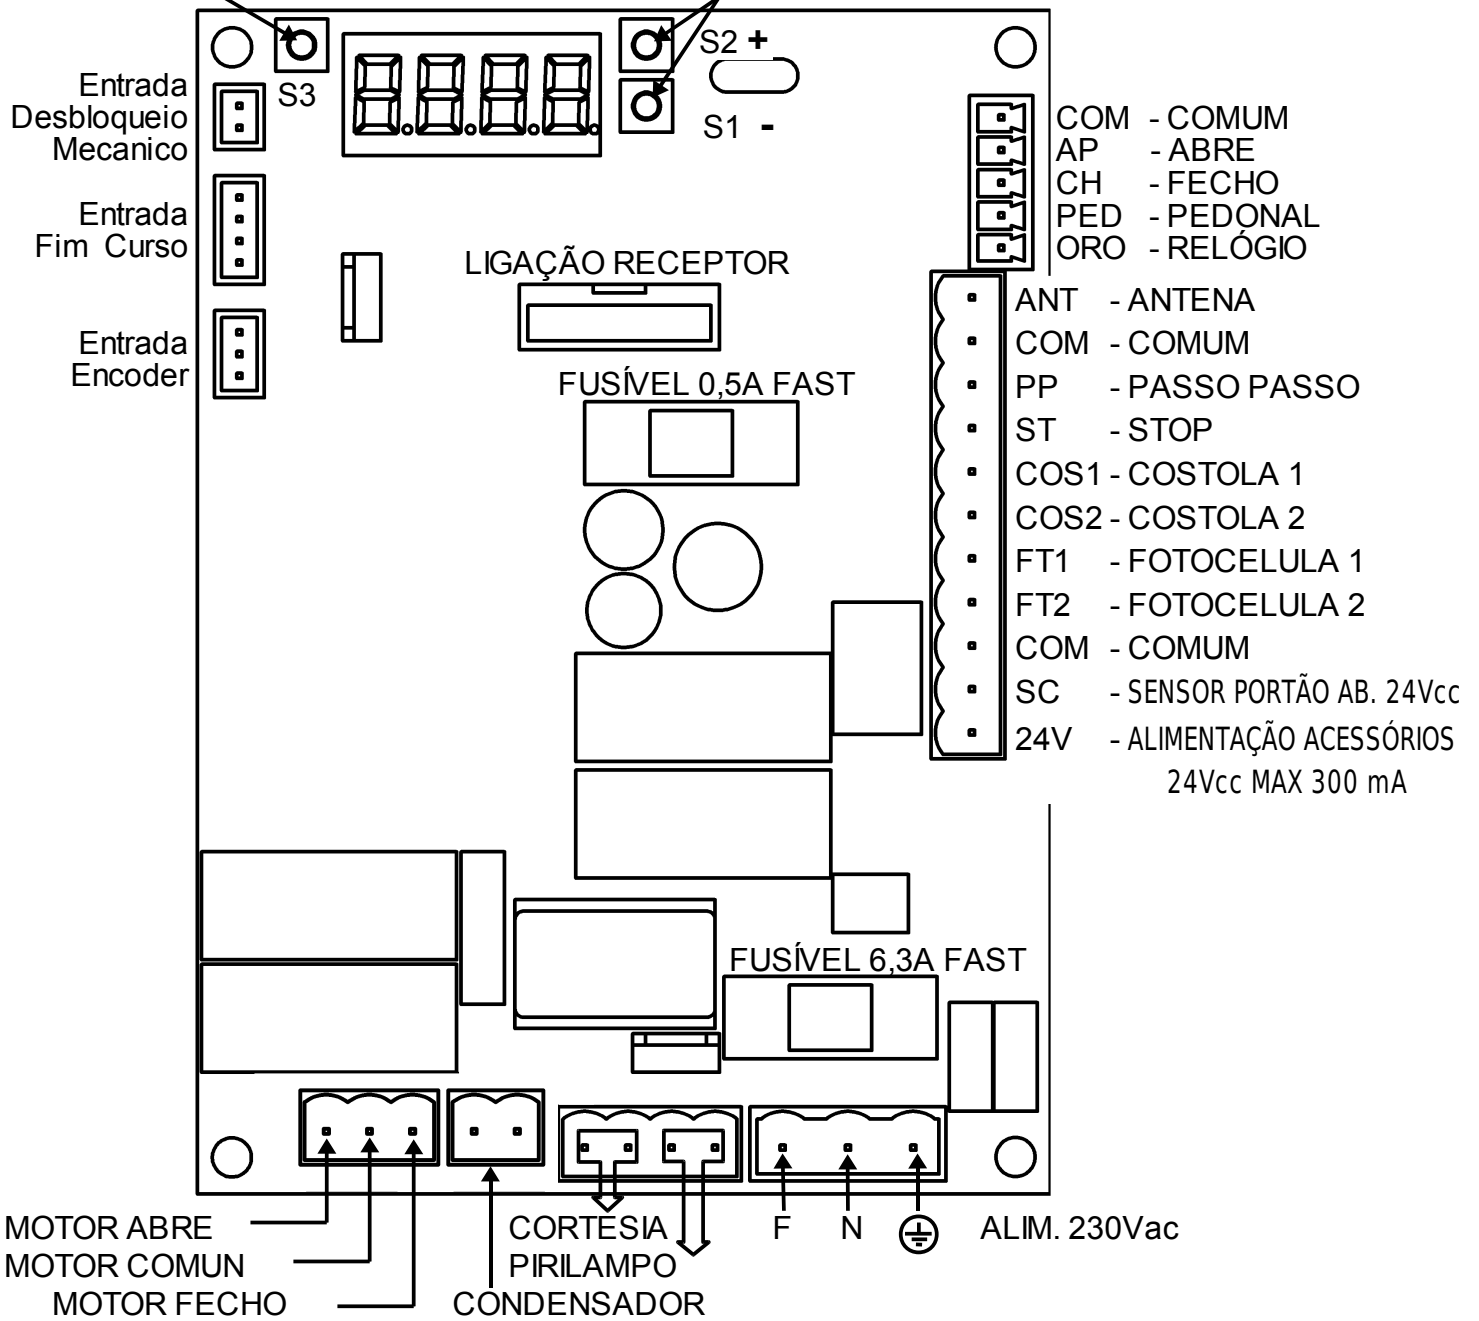 S3
S2 +
S1 -
Entrada
Desbloqueio
Mecanico
Entrada
Fim Curso
Entrada
Encoder
LIGAÇÃO RECEPTOR
FUSÍVEL 0,5A FAST
COM - COMUM
AP - ABRE
CH - FECHO
PED - PEDONAL
ORO - RELÓGIO
ANT - ANTENA
COM - COMUM
PP - PASSO PASSO
ST - STOP
COS1 - COSTOLA 1
COS2 - COSTOLA 2
FT1 - FOTOCELULA 1
FT2 - FOTOCELULA 2
COM - COMUM
SC - SENSOR PORTÃO AB. 24Vcc
24V - ALIMENTAÇÃO ACESSÓRIOS
24Vcc MAX 300 mA
FUSÍVEL 6,3A FAST
MOTOR ABRE
MOTOR COMUN
MOTOR FECHO
CORTESIA
PIRILAMPO
CONDENSADOR
F N ALIM. 230Vac